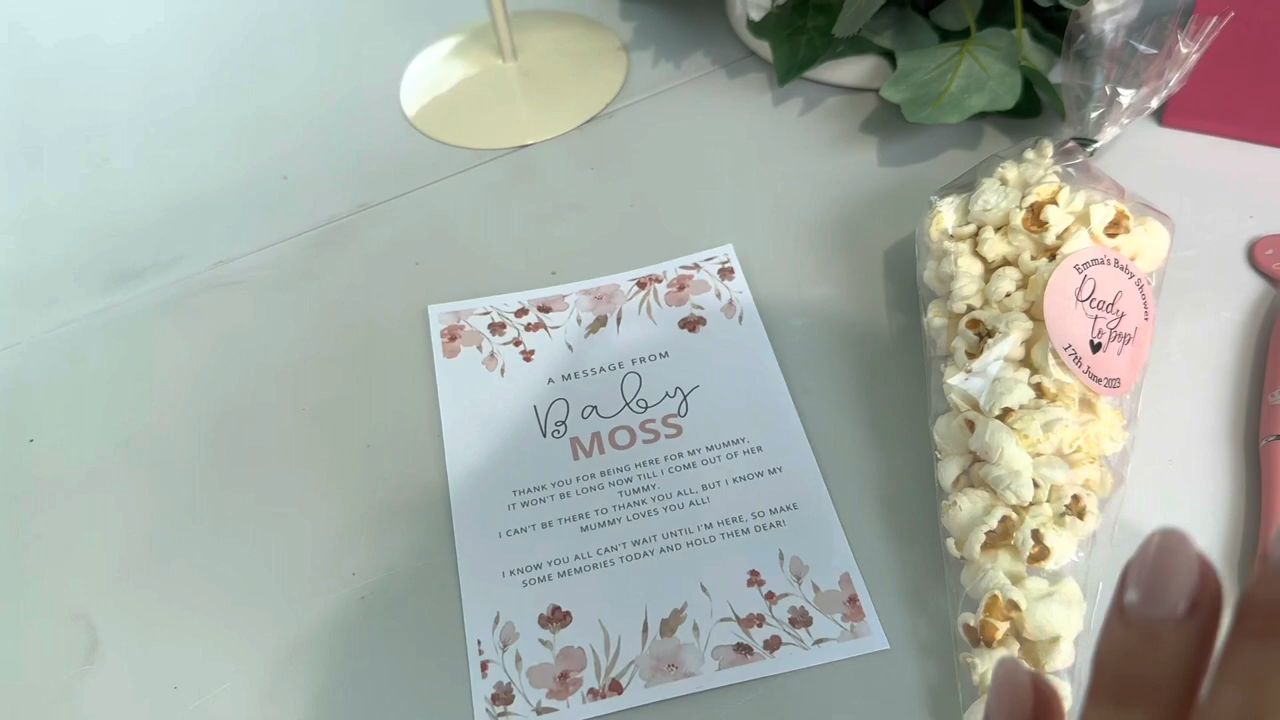 A MESSAGE FROM
Baby
MOSS
THANK YOU FOR BEING HERE FOR MY MUMMY,
IT WON'T BE LONG NOW TILL I COME OUT OF HER
TUMMY.
I CAN'T BE THERE TO THANK YOU ALL, BUT I KNOW MY
MUMMY LOVES YOU ALL!
I KNOW YOU ALL CAN'T WAIT UNTIL I'M HERE, SO MAKE
SOME MEMORIES TODAY AND HOLD THEM DEAR!
Emma's Baby Shower
Ready
to pop!
17th June 2023